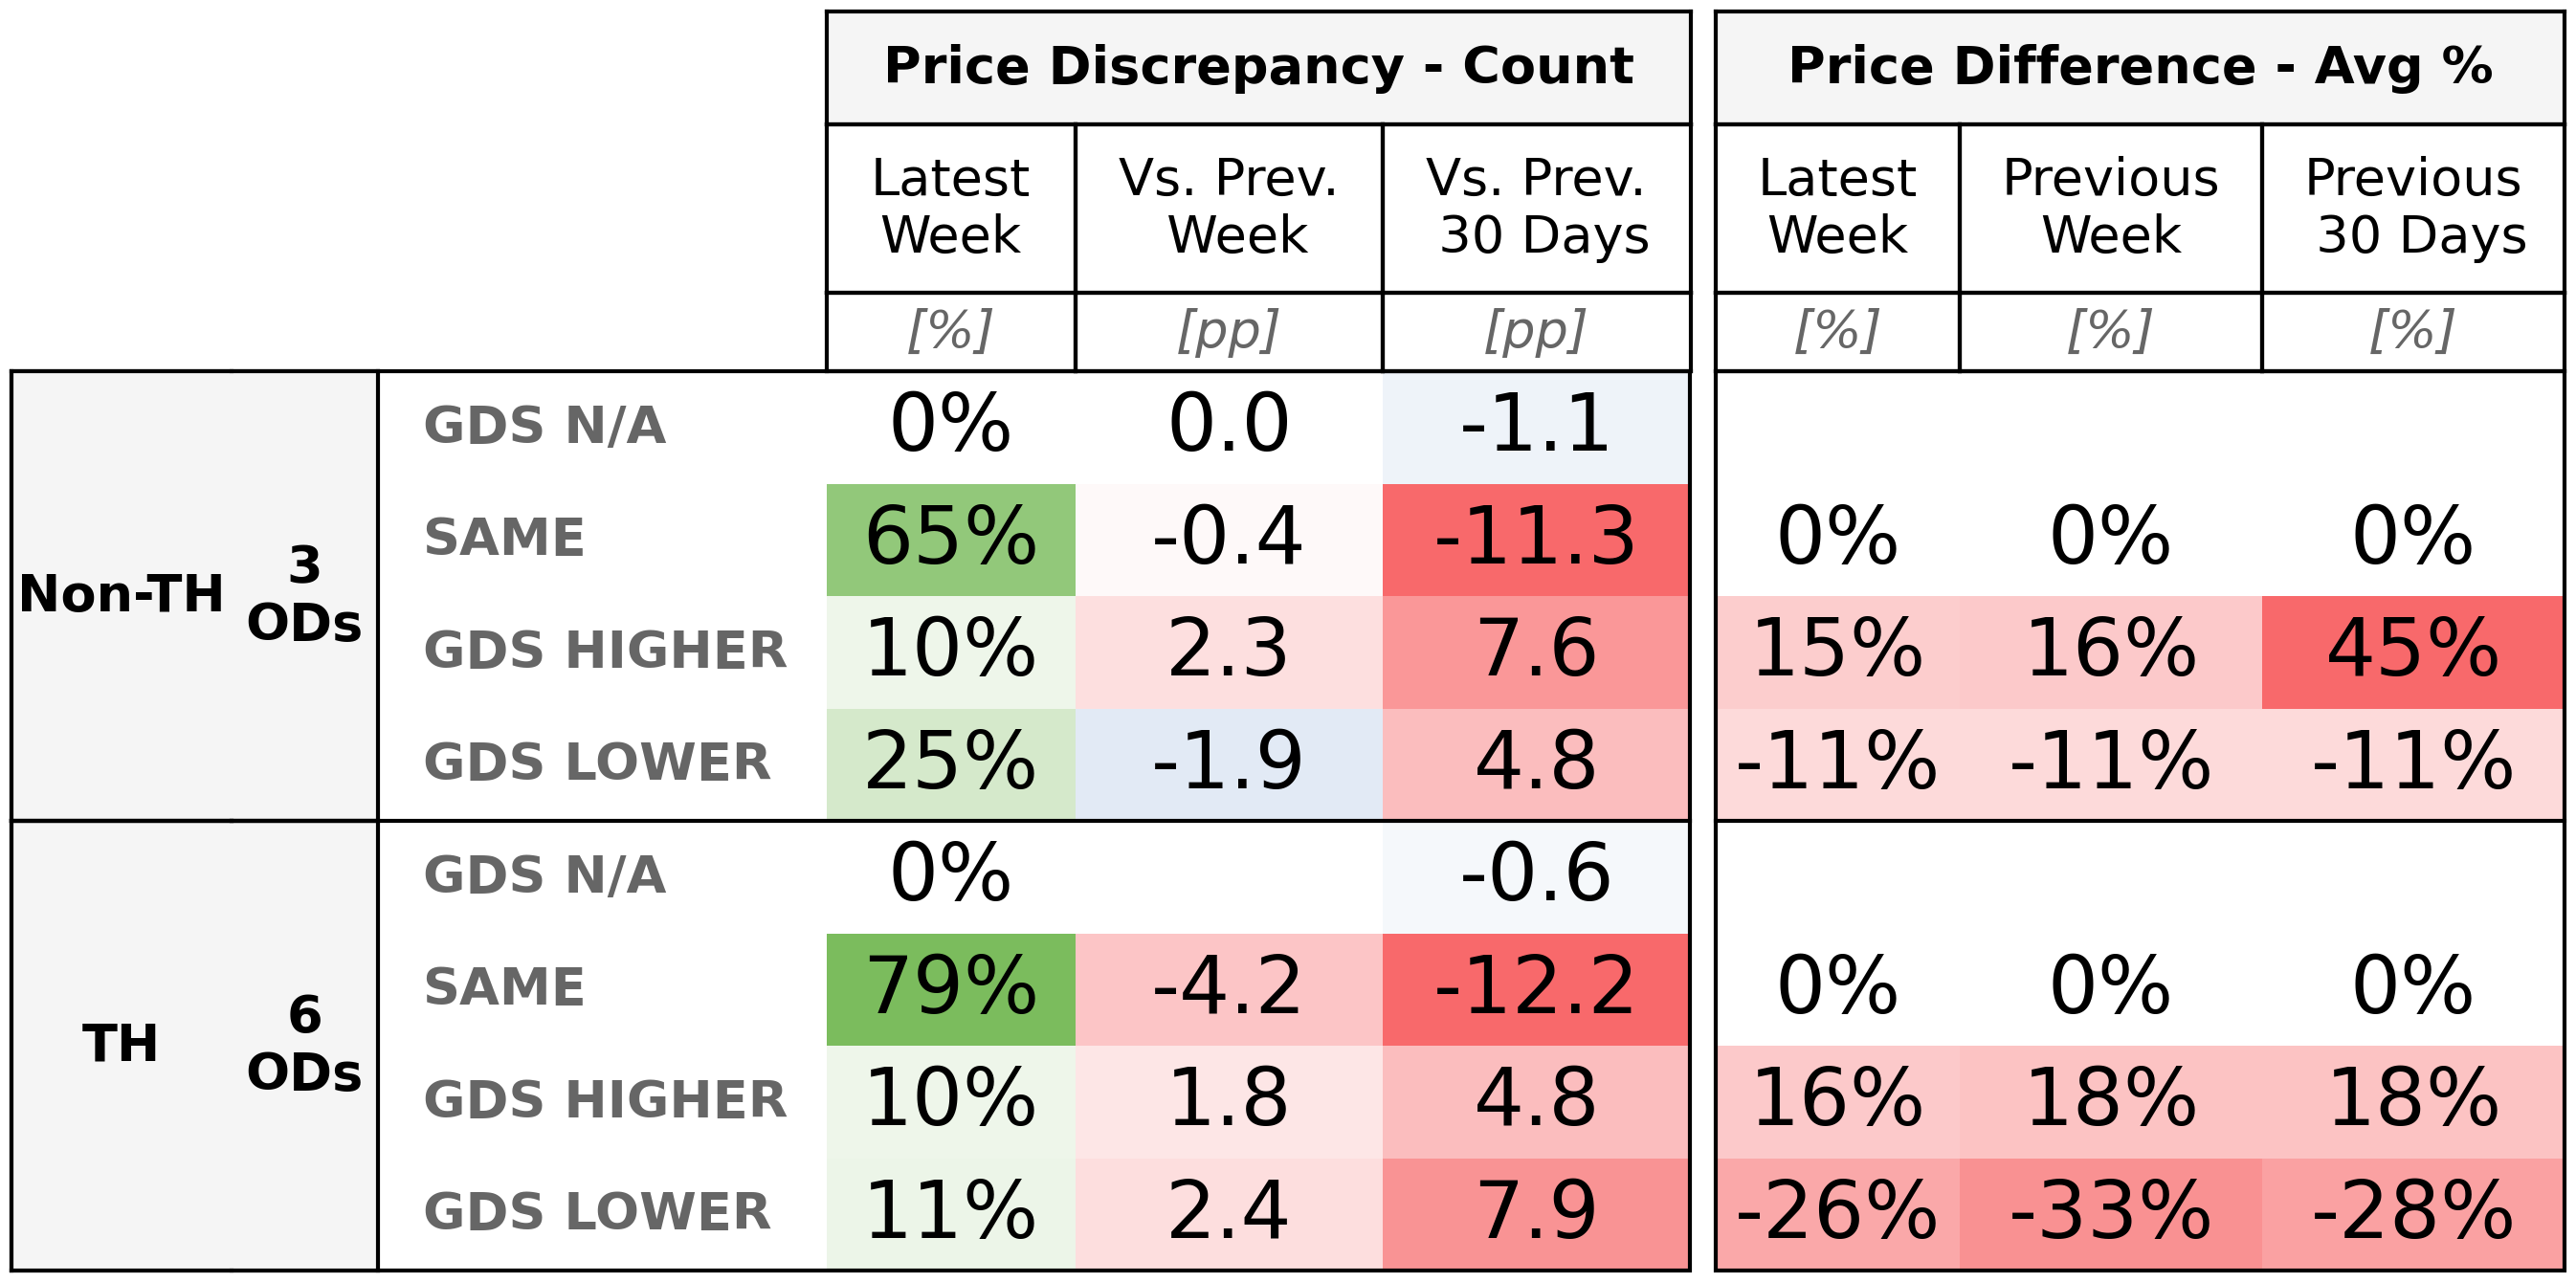 Price Discrepancy - Count Price Difference - Avg %
Latest Week Vs. Prev. Week Vs. Prev. 30 Days Latest Week Previous Week Previous 30 Days
[%] [pp] [pp] [%] [%] [%]
Non-TH 3 ODs
GDS N/A 0% 0.0 -1.1
SAME 65% -0.4 -11.3 0% 0% 0%
GDS HIGHER 10% 2.3 7.6 15% 16% 45%
GDS LOWER 25% -1.9 4.8 -11% -11% -11%
TH 6 ODs
GDS N/A 0% -0.6
SAME 79% -4.2 -12.2 0% 0% 0%
GDS HIGHER 10% 1.8 4.8 16% 18% 18%
GDS LOWER 11% 2.4 7.9 -26% -33% -28%